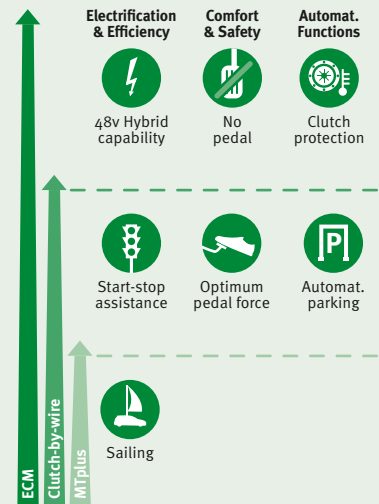 Electrification
& Efficiency
Comfort
& Safety
Automat.
Functions
48v Hybrid
capability
No
pedal
Clutch
protection
Start-stop
assistance
Optimum
pedal force
P
Automat.
parking
Sailing
ECM
Clutch-by-wire
MTplus